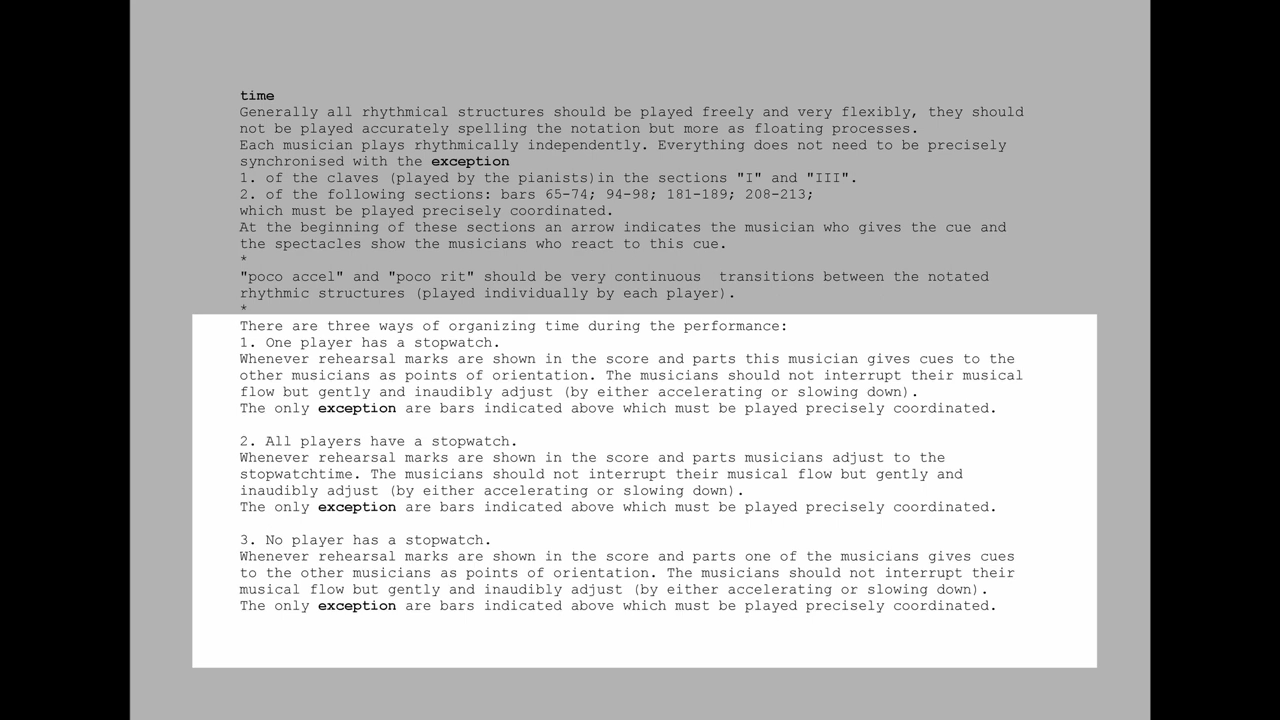 time
Generally all rhythmical structures should be played freely and very flexibly, they should
not be played accurately spelling the notation but more as floating processes.
Each musician plays rhythmically independently. Everything does not need to be precisely
synchronised with the exception
1. of the claves (played by the pianists)in the sections "I" and "III".
2. of the following sections: bars 65-74; 94-98; 181-189; 208-213;
which must be played precisely coordinated.
At the beginning of these sections an arrow indicates the musician who gives the cue and
the spectacles show the musicians who react to this cue.
*
"poco accel" and "poco rit" should be very continuous  transitions between the notated
rhythmic structures (played individually by each player).
*
There are three ways of organizing time during the performance:
1. One player has a stopwatch.
Whenever rehearsal marks are shown in the score and parts this musician gives cues to the
other musicians as points of orientation. The musicians should not interrupt their musical
flow but gently and inaudibly adjust (by either accelerating or slowing down).
The only exception are bars indicated above which must be played precisely coordinated.
2. All players have a stopwatch.
Whenever rehearsal marks are shown in the score and parts musicians adjust to the
stopwatchtime. The musicians should not interrupt their musical flow but gently and
inaudibly adjust (by either accelerating or slowing down).
The only exception are bars indicated above which must be played precisely coordinated.
3. No player has a stopwatch.
Whenever rehearsal marks are shown in the score and parts one of the musicians gives cues
to the other musicians as points of orientation. The musicians should not interrupt their
musical flow but gently and inaudibly adjust (by either accelerating or slowing down).
The only exception are bars indicated above which must be played precisely coordinated.